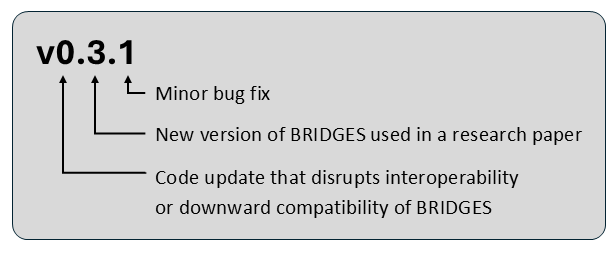 v0.3.1
Minor bug fix
New version of BRIDGES used in a research paper
Code update that disrupts interoperability
or downward compatibility of BRIDGES